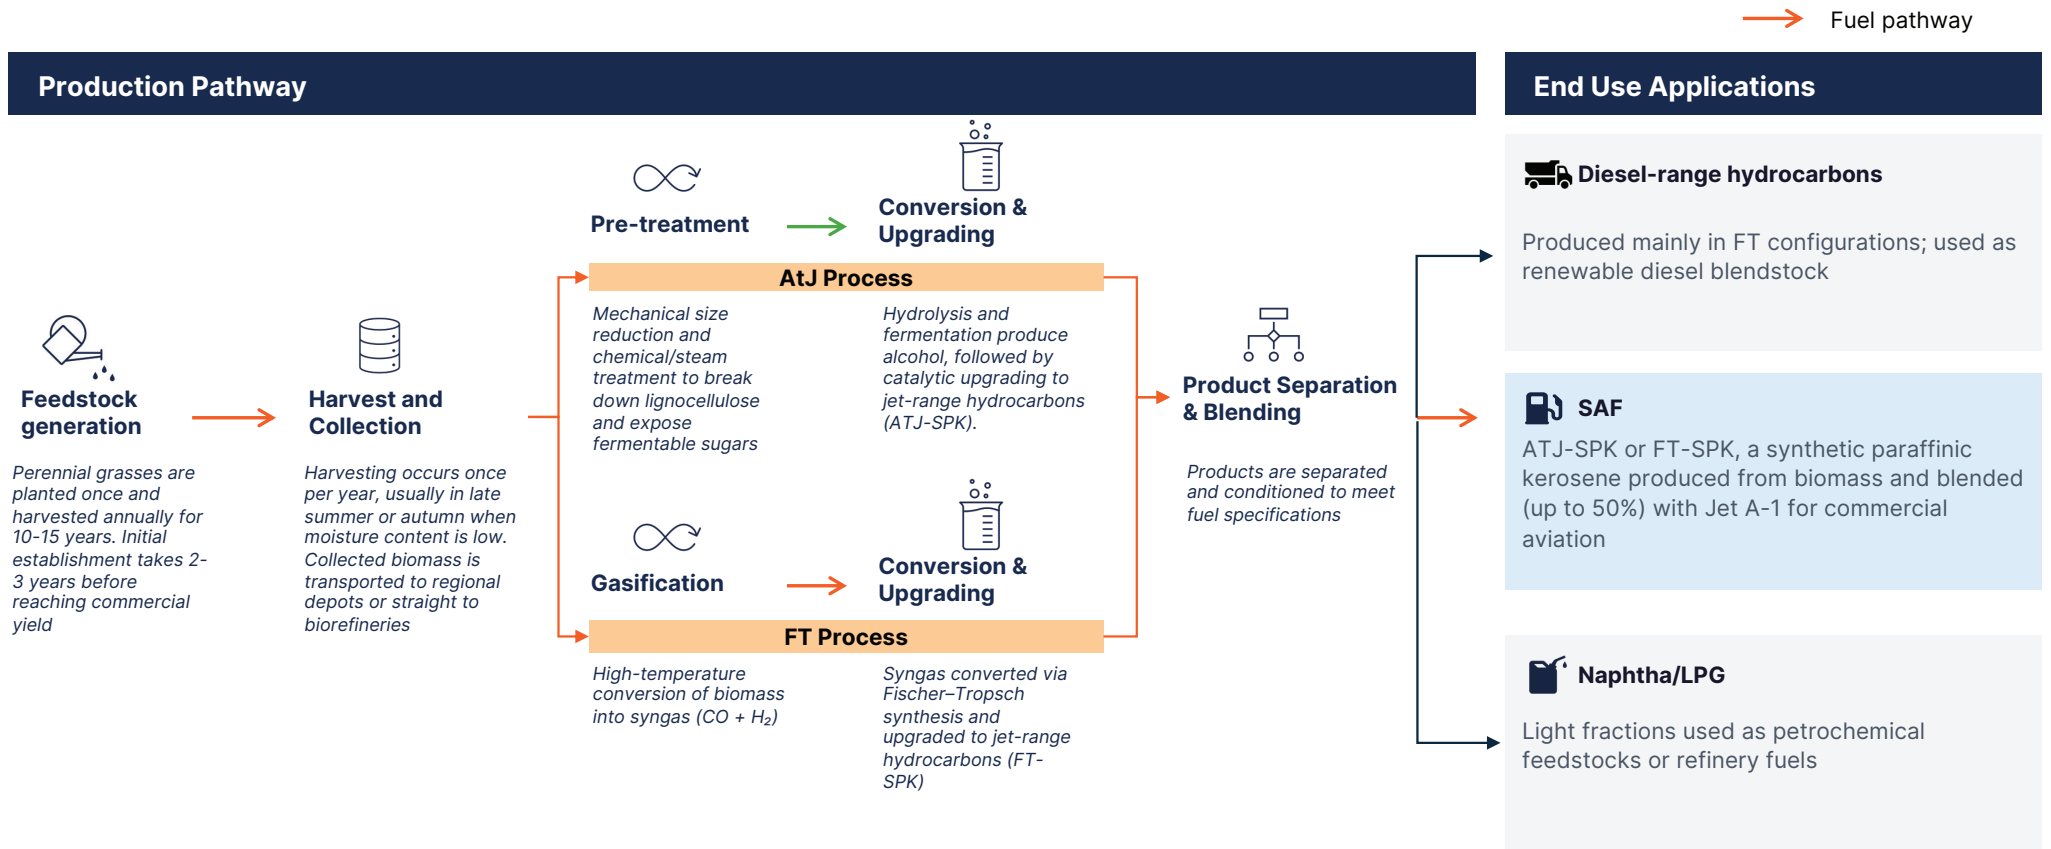 Fuel pathway
Production Pathway
End Use Applications
Feedstock
generation
Perennial grasses are
planted once and
harvested annually for
10-15 years. Initial
establishment takes 2-
3 years before
reaching commercial
yield
Harvest and
Collection
Harvesting occurs once
per year, usually in late
summer or autumn when
moisture content is low.
Collected biomass is
transported to regional
depots or straight to
biorefineries
Pre-treatment
Conversion &
Upgrading
AtJ Process
Mechanical size
reduction and
chemical/steam
treatment to break
down lignocellulose
and expose
fermentable sugars
Hydrolysis and
fermentation produce
alcohol, followed by
catalytic upgrading to
jet-range hydrocarbons
(ATJ-SPK).
Gasification
Conversion &
Upgrading
FT Process
High-temperature
conversion of biomass
into syngas (CO + H₂)
Syngas converted via
Fischer–Tropsch
synthesis and
upgraded to jet-range
hydrocarbons (FT-
SPK)
Product Separation
& Blending
Products are separated
and conditioned to meet
fuel specifications
Diesel-range hydrocarbons
Produced mainly in FT configurations; used as
renewable diesel blendstock
SAF
ATJ-SPK or FT-SPK, a synthetic paraffinic
kerosene produced from biomass and blended
(up to 50%) with Jet A-1 for commercial
aviation
Naphtha/LPG
Light fractions used as petrochemical
feedstocks or refinery fuels